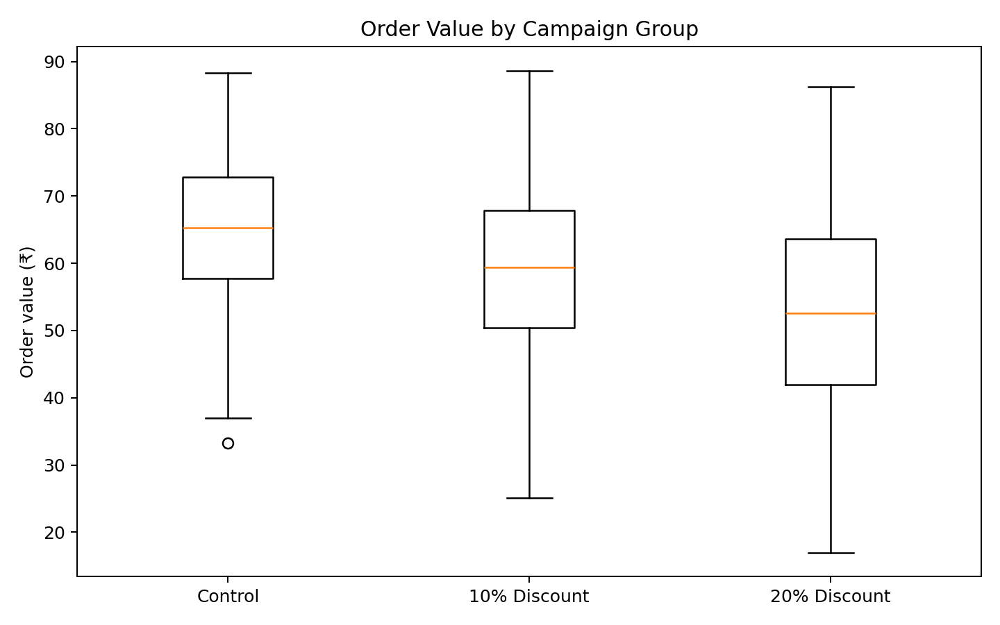 Order Value by Campaign Group
Order value (₹)
90
80
70
60
50
40
30
20
Control
10% Discount
20% Discount